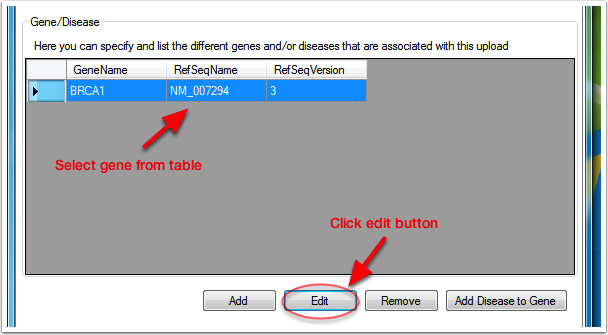 Gene/Disease
Here you can specify and list the different genes and/or diseases that are associated with this upload
GeneName RefSeqName RefSeqVersion
BRCA1 NM_007294 3
Select gene from table
Click edit button
Add Edit Remove Add Disease to Gene